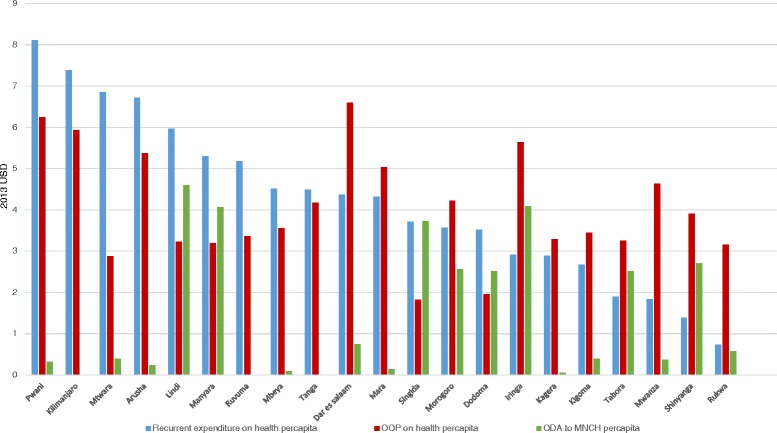 9
8
7
6
5
4
3
2
1
0
2013 USD
Pwani
Kilimanjaro
Mtwara
Arusha
Lindi
Manyara
Ruvuma
Mbeya
Tanga
Dar es salaam
Mara
Singida
Morogoro
Dodoma
Iringa
Kagera
Kigoma
Tabora
Mwanza
Shinyanga
Rukwa
Recurrent expenditure on health percapita
OOP on health percapita
ODA to MNCH percapita